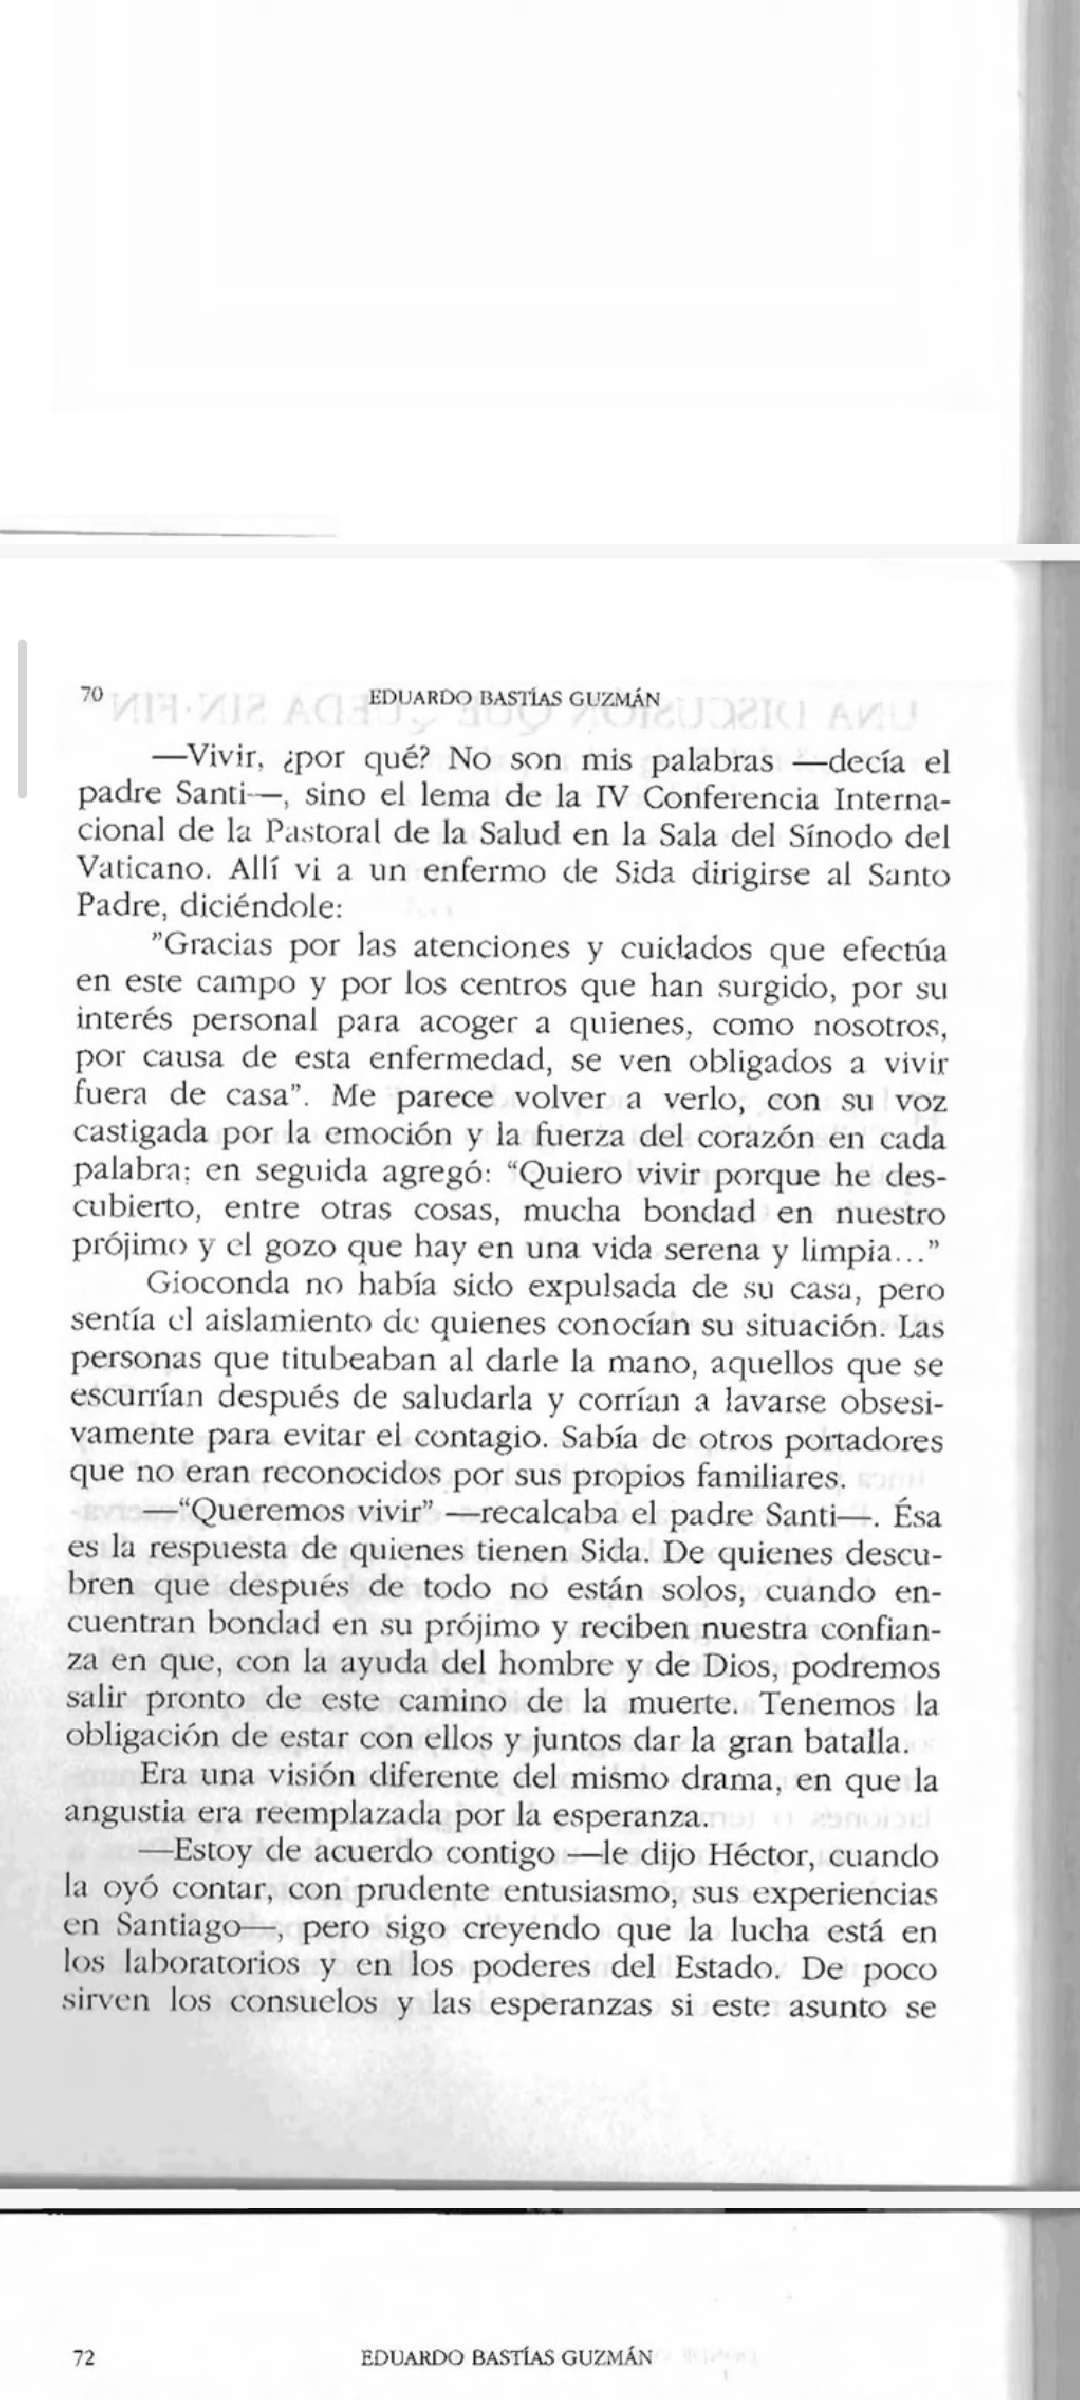 70
EDUARDO BASTÍAS GUZMÁN
UNA DISCUSIÓN QUE QUEDA SIN FIN
—Vivir, ¿por qué? No son mis palabras —decía el
padre Santi—, sino el lema de la IV Conferencia Interna-
cional de la Pastoral de la Salud en la Sala del Sínodo del
Vaticano. Allí vi a un enfermo de Sida dirigirse al Santo
Padre, diciéndole:
”Gracias por las atenciones y cuidados que efectúa
en este campo y por los centros que han surgido, por su
interés personal para acoger a quienes, como nosotros,
por causa de esta enfermedad, se ven obligados a vivir
fuera de casa”. Me parece volver a verlo, con su voz
castigada por la emoción y la fuerza del corazón en cada
palabra; en seguida agregó: “Quiero vivir porque he des-
cubierto, entre otras cosas, mucha bondad en nuestro
prójimo y el gozo que hay en una vida serena y limpia...”
Gioconda no había sido expulsada de su casa, pero
sentía el aislamiento de quienes conocían su situación. Las
personas que titubeaban al darle la mano, aquellos que se
escurrían después de saludarla y corrían a lavarse obsesi-
vamente para evitar el contagio. Sabía de otros portadores
que no eran reconocidos por sus propios familiares.
—“Queremos vivir” —recalcaba el padre Santi—. Ésa
es la respuesta de quienes tienen Sida. De quienes descu-
bren que después de todo no están solos, cuando en-
cuentran bondad en su prójimo y reciben nuestra confian-
za en que, con la ayuda del hombre y de Dios, podremos
salir pronto de este camino de la muerte. Tenemos la
obligación de estar con ellos y juntos dar la gran batalla.
Era una visión diferente del mismo drama, en que la
angustia era reemplazada por la esperanza.
—Estoy de acuerdo contigo —le dijo Héctor, cuando
la oyó contar, con prudente entusiasmo, sus experiencias
en Santiago—, pero sigo creyendo que la lucha está en
los laboratorios y en los poderes del Estado. De poco
sirven los consuelos y las esperanzas si este asunto se
72
EDUARDO BASTÍAS GUZMÁN